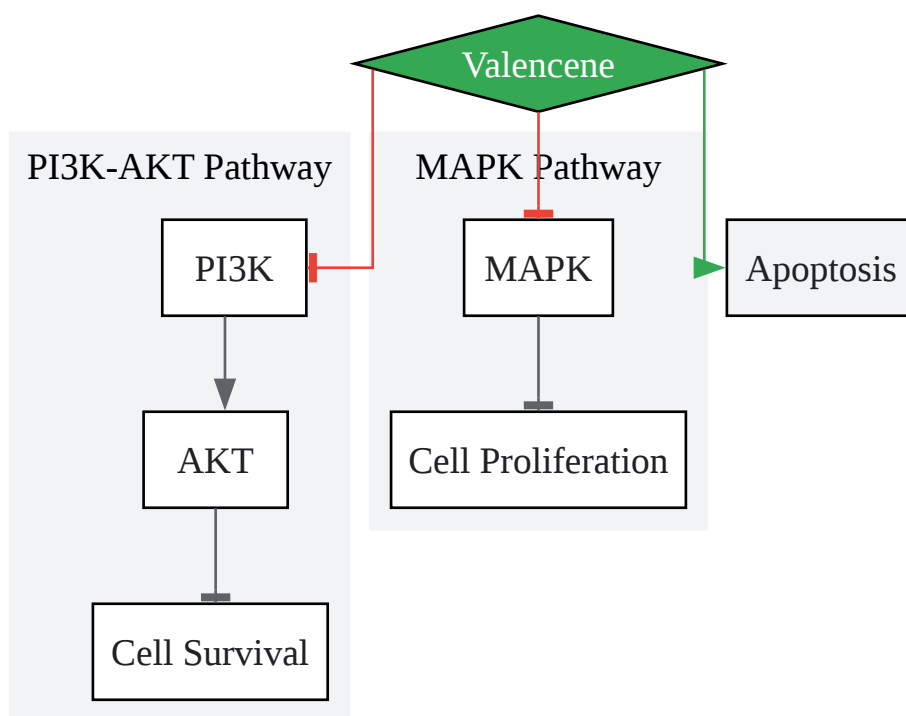 Valencene
PI3K-AKT Pathway
MAPK Pathway
PI3K
MAPK
Apoptosis
AKT
Cell Proliferation
Cell Survival